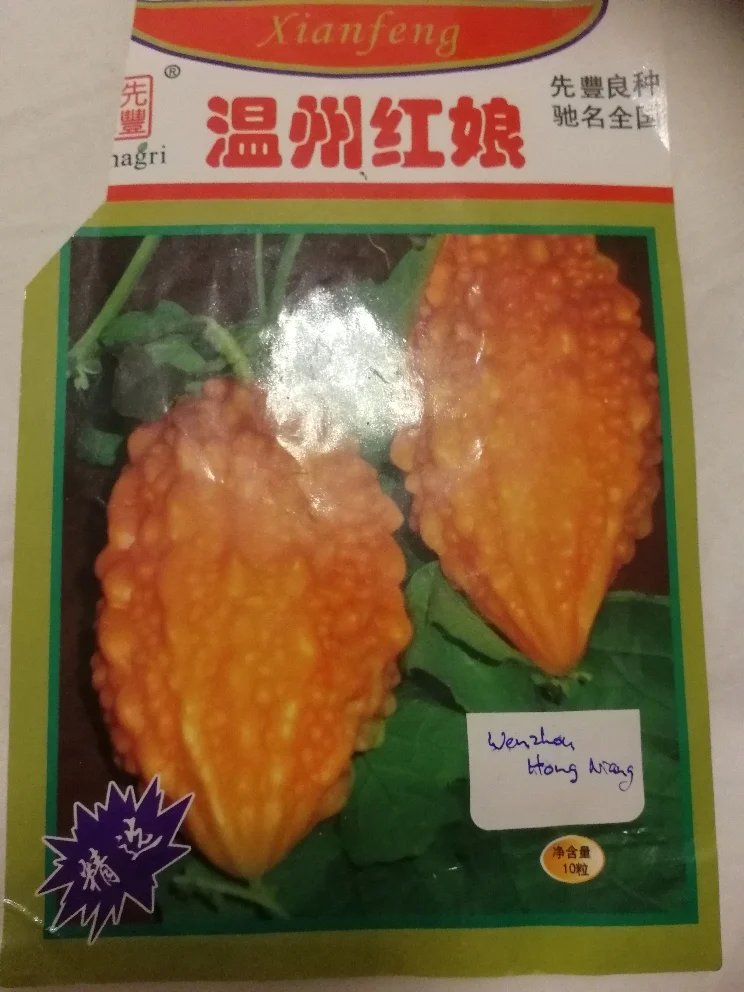 Xianfeng
先豐
®
nagri
温州红娘
先豐良种
驰名全国
Wenzhou
Hong Niang
精选
净含量
10粒